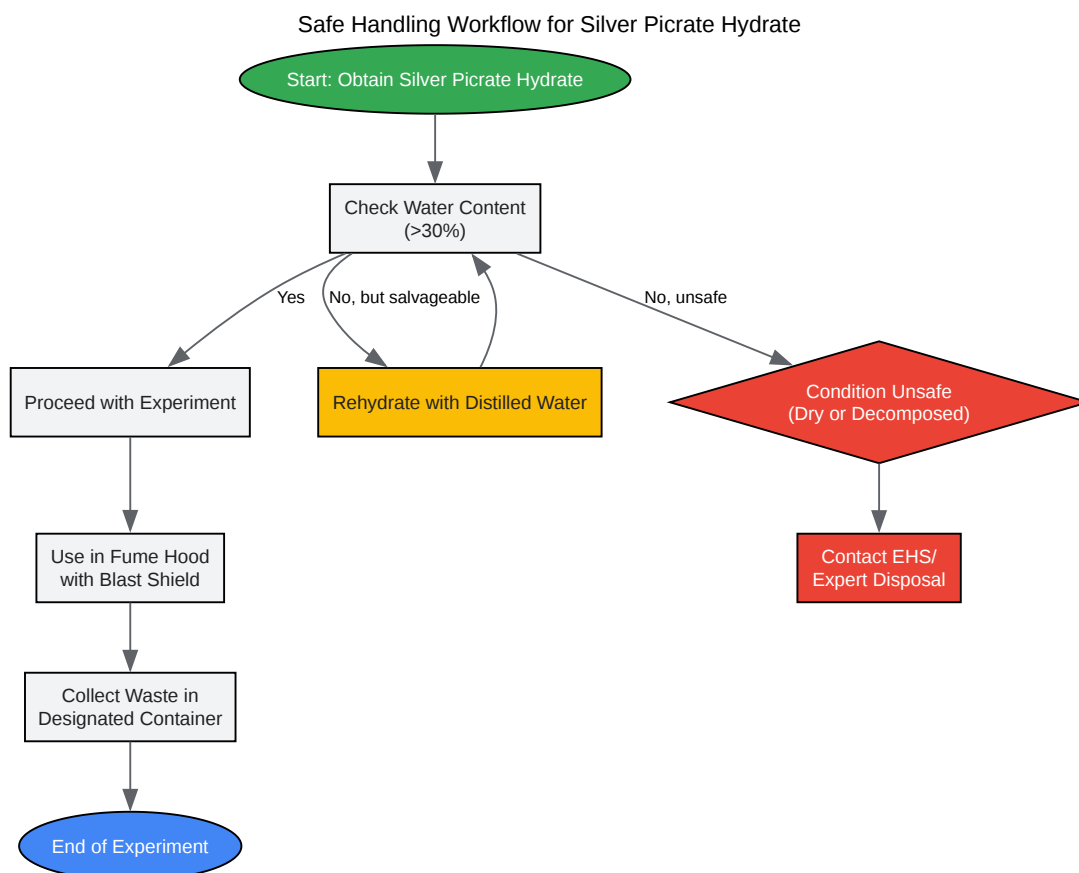 Safe Handling Workflow for Silver Picrate Hydrate
Start: Obtain Silver Picrate Hydrate
Check Water Content
(>30%)
Yes
No, but salvageable
No, unsafe
Proceed with Experiment
Rehydrate with Distilled Water
Condition Unsafe
(Dry or Decomposed)
Use in Fume Hood
with Blast Shield
Contact EHS/
Expert Disposal
Collect Waste in
Designated Container
End of Experiment